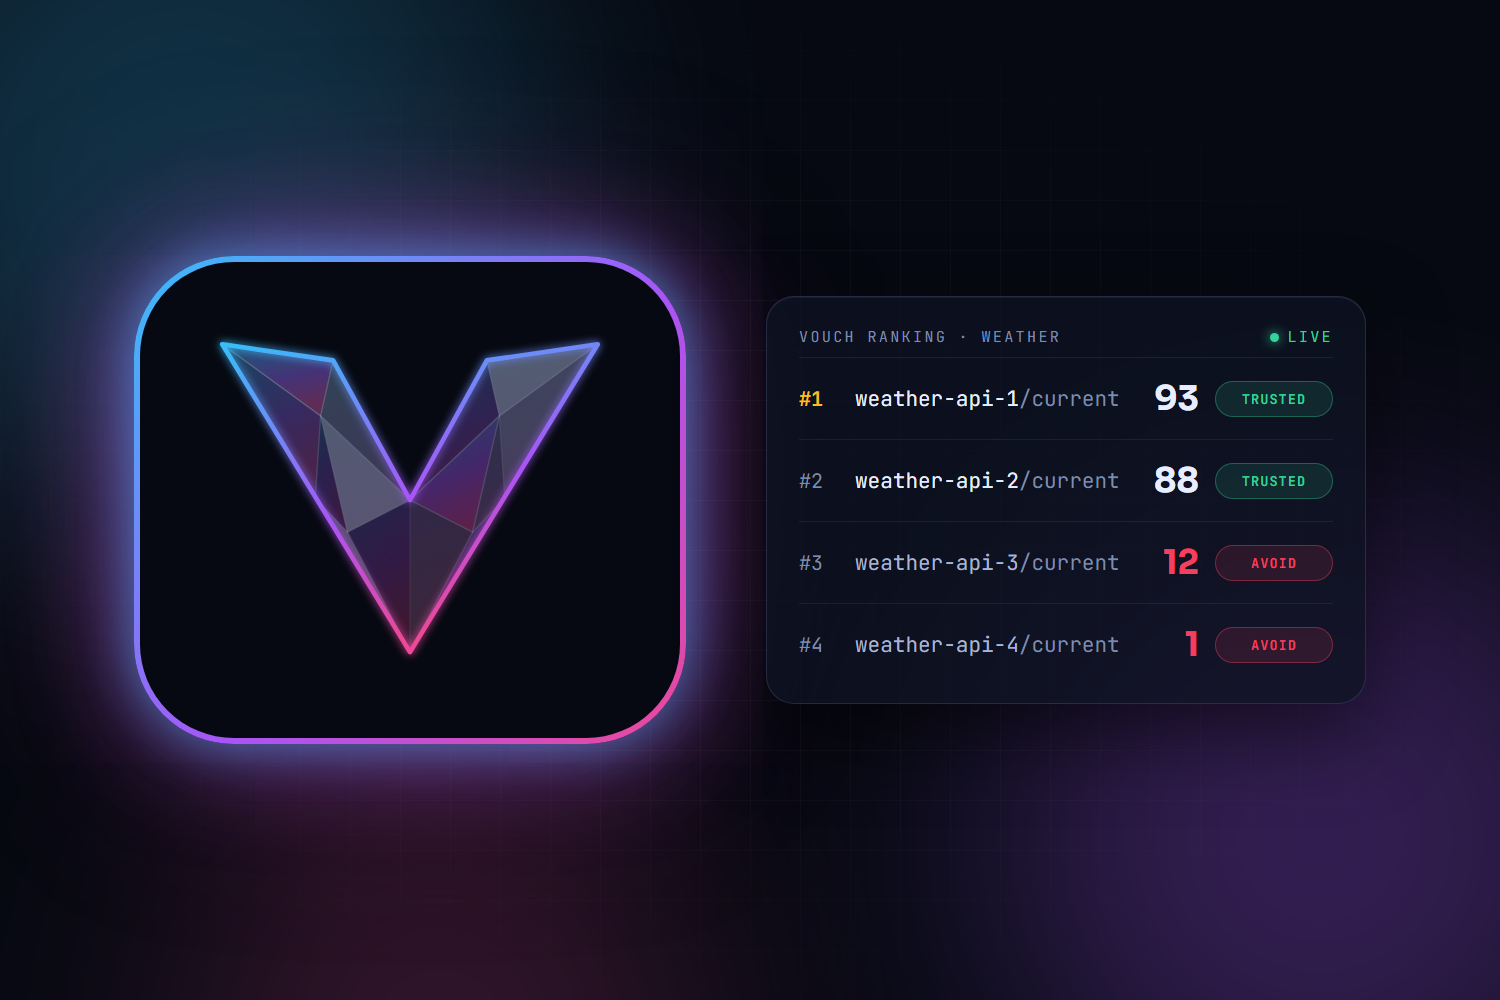 VOUCH RANKING · WEATHER LIVE
#1 weather-api-1/current 93 TRUSTED
#2 weather-api-2/current 88 TRUSTED
#3 weather-api-3/current 12 AVOID
#4 weather-api-4/current 1 AVOID